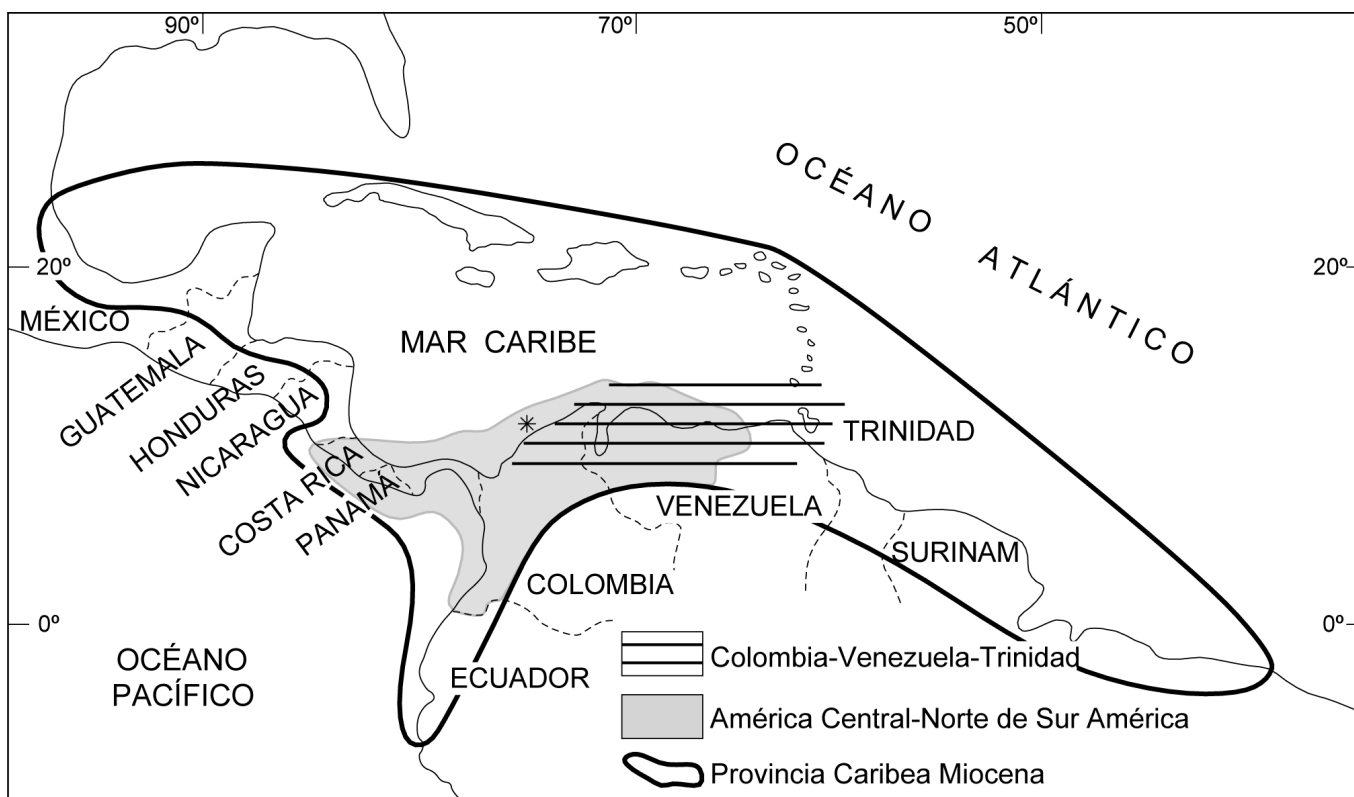 90º 70º 50º
OCÉANO ATLÁNTICO
20º 20º
MÉXICO
MAR CARIBE
GUATEMALA
HONDURAS
NICARAGUA
TRINIDAD
COSTA RICA
PANAMÁ
VENEZUELA
SURINAM
COLOMBIA
0º 0º
OCÉANO
PACÍFICO
ECUADOR
Colombia-Venezuela-Trinidad
América Central-Norte de Sur América
Provincia Caribea Miocena